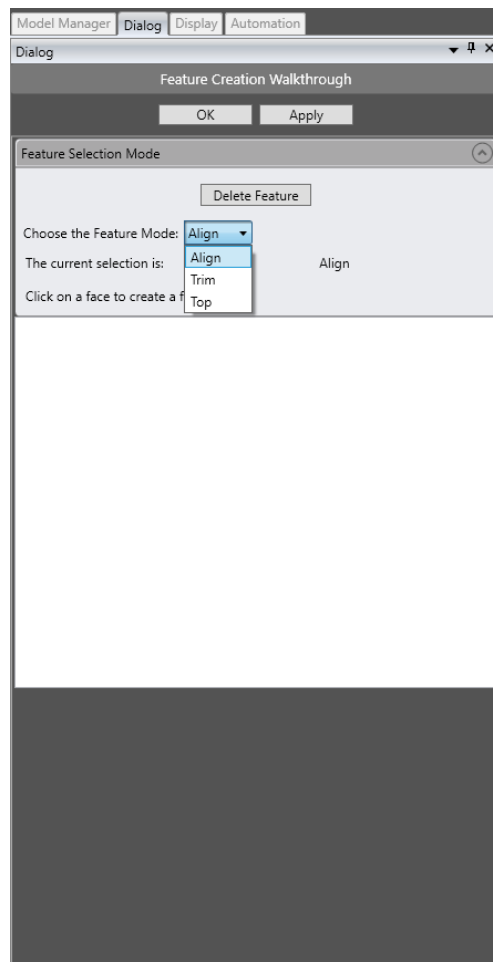 Model Manager Dialog Display Automation
Dialog
Feature Creation Walkthrough
OK Apply
Feature Selection Mode
Delete Feature
Choose the Feature Mode: Align
Align
The current selection is: Align
Trim
Click on a face to create a f
Top